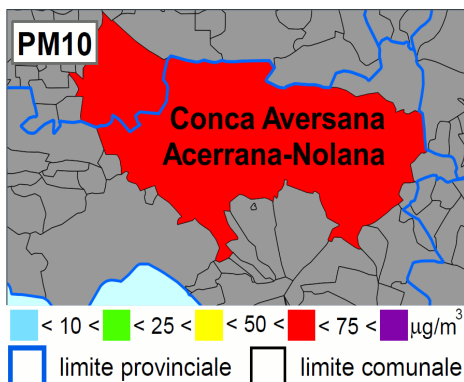 PM10
Conca Aversana
Acerrana-Nolana
< 10 < < 25 < < 50 < < 75 < µg/m³
limite provinciale limite comunale